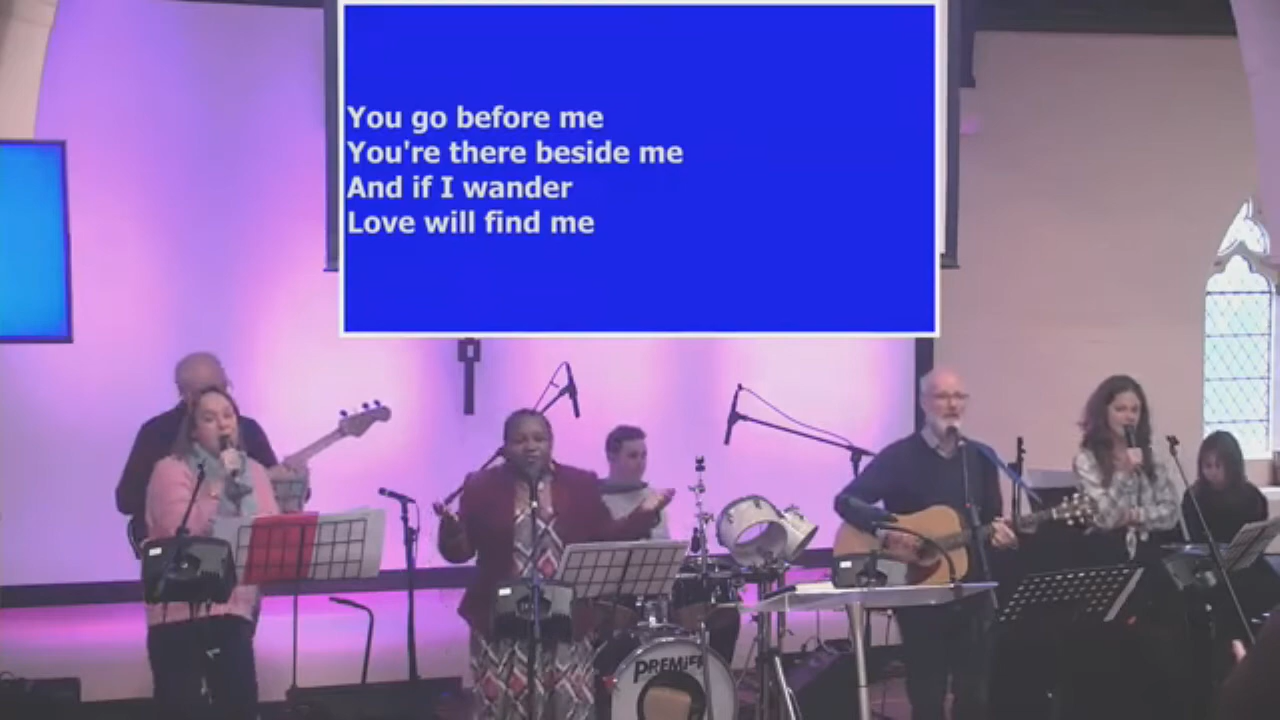 You go before me
You're there beside me
And if I wander
Love will find me
PREMIER